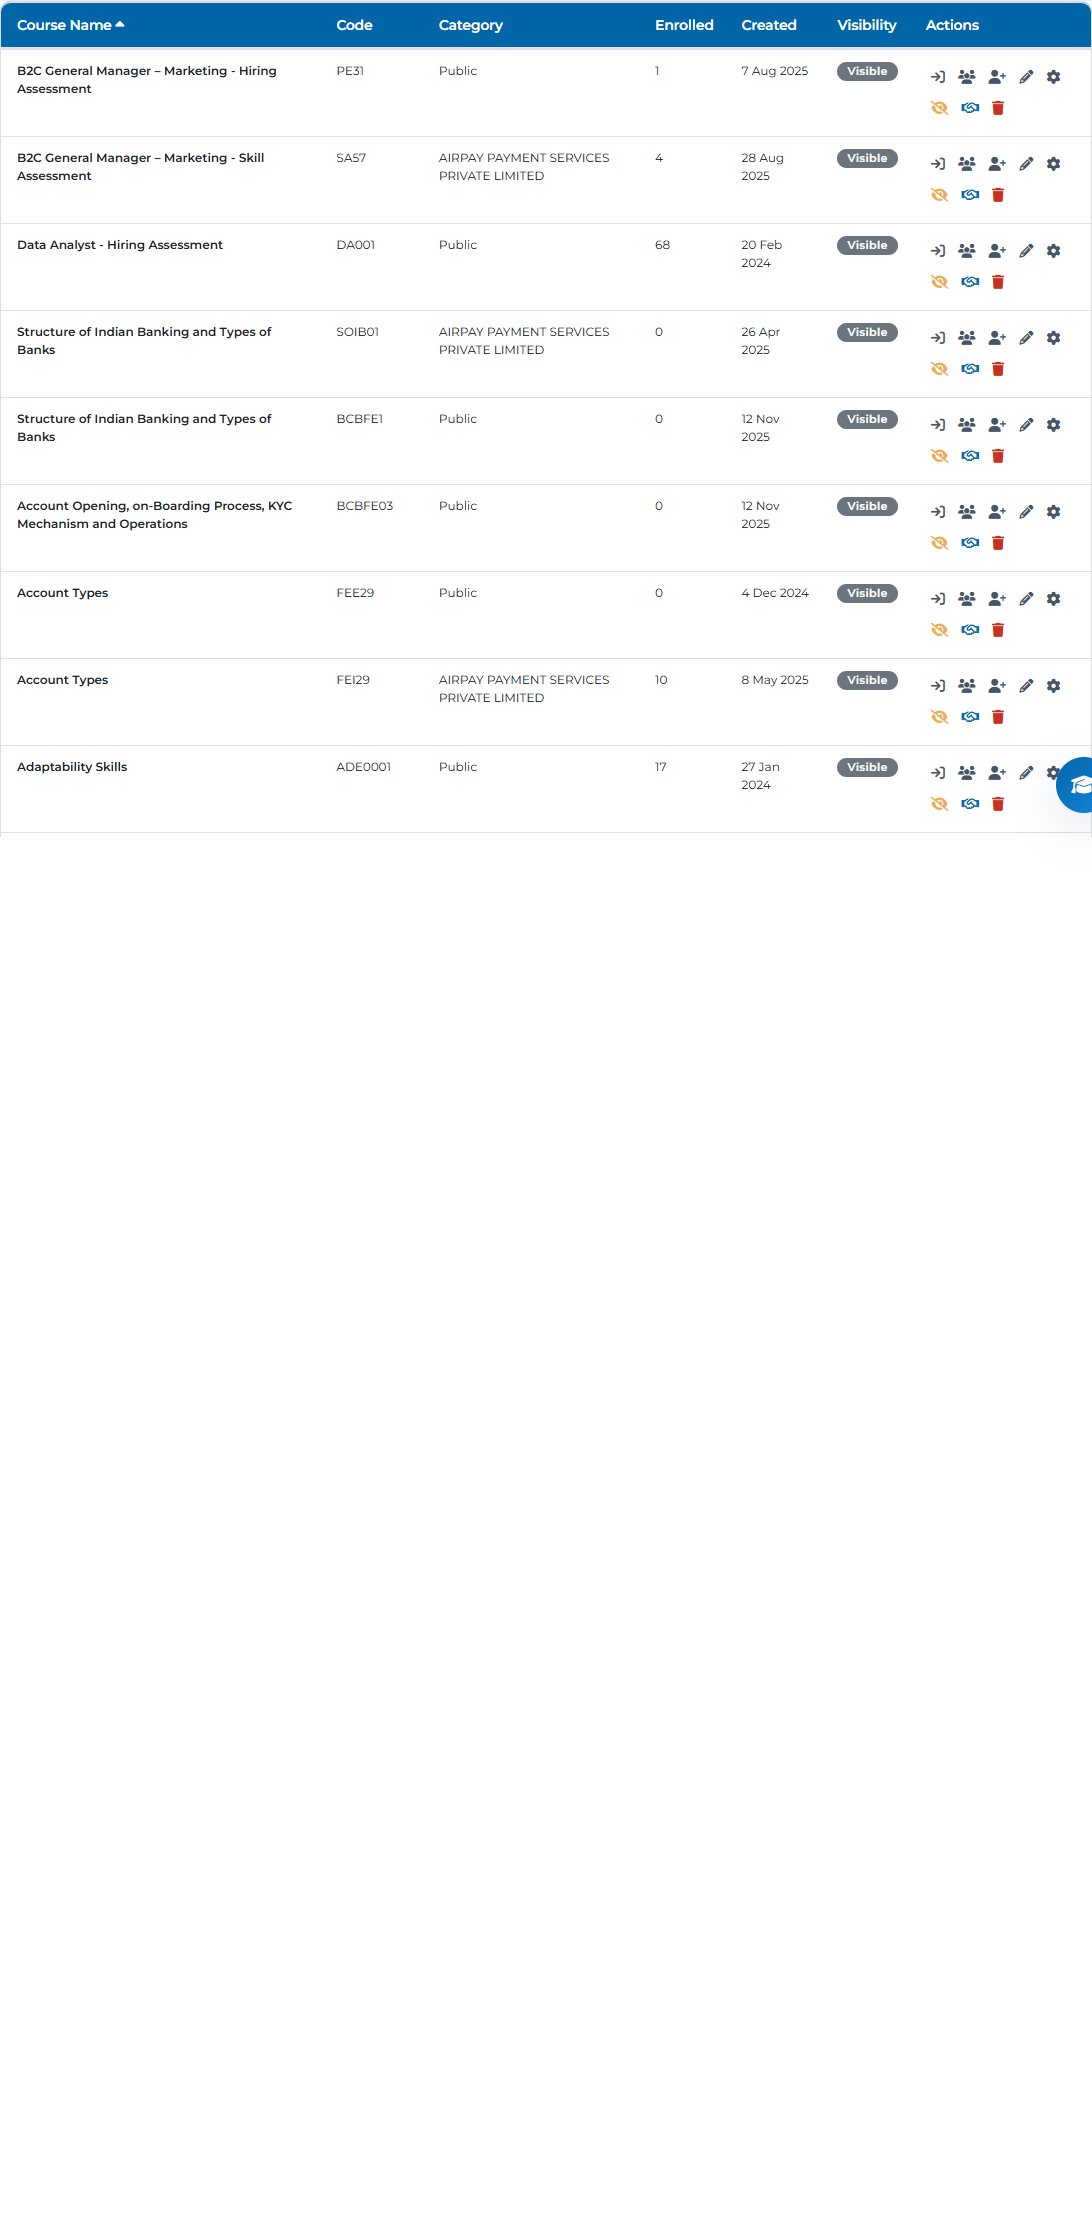 Course Name Code Category Enrolled Created Visibility Actions
B2C General Manager – Marketing - Hiring PE31 Public 1 7 Aug 2025 Visible
Assessment
B2C General Manager – Marketing - Skill SA57 AIRPAY PAYMENT SERVICES 4 28 Aug Visible
Assessment PRIVATE LIMITED 2025
Data Analyst - Hiring Assessment DA001 Public 68 20 Feb Visible
2024
Structure of Indian Banking and Types of SOIB01 AIRPAY PAYMENT SERVICES 0 26 Apr Visible
Banks PRIVATE LIMITED 2025
Structure of Indian Banking and Types of BCBFE1 Public 0 12 Nov Visible
Banks 2025
Account Opening, on-Boarding Process, KYC BCBFE03 Public 0 12 Nov Visible
Mechanism and Operations 2025
Account Types FEE29 Public 0 4 Dec 2024 Visible
Account Types FEI29 AIRPAY PAYMENT SERVICES 10 8 May 2025 Visible
PRIVATE LIMITED
Adaptability Skills ADE0001 Public 17 27 Jan Visible
2024